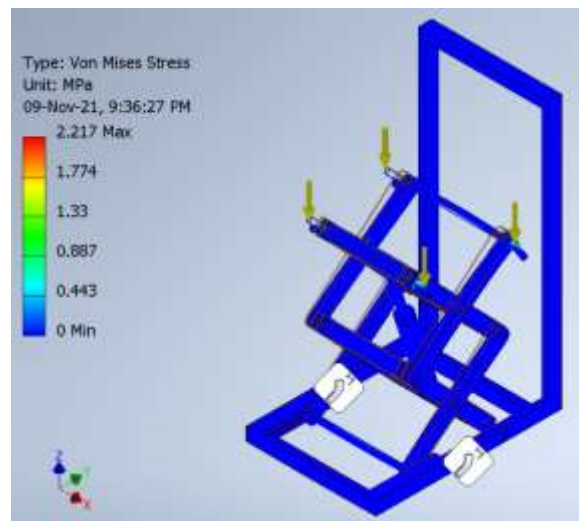 Type: Von Mises Stress
Unit: MPa
09-Nov-21, 9:36:27 PM
2.217 Max
1.774
1.33
0.887
0.443
0 Min
Z
Y
X